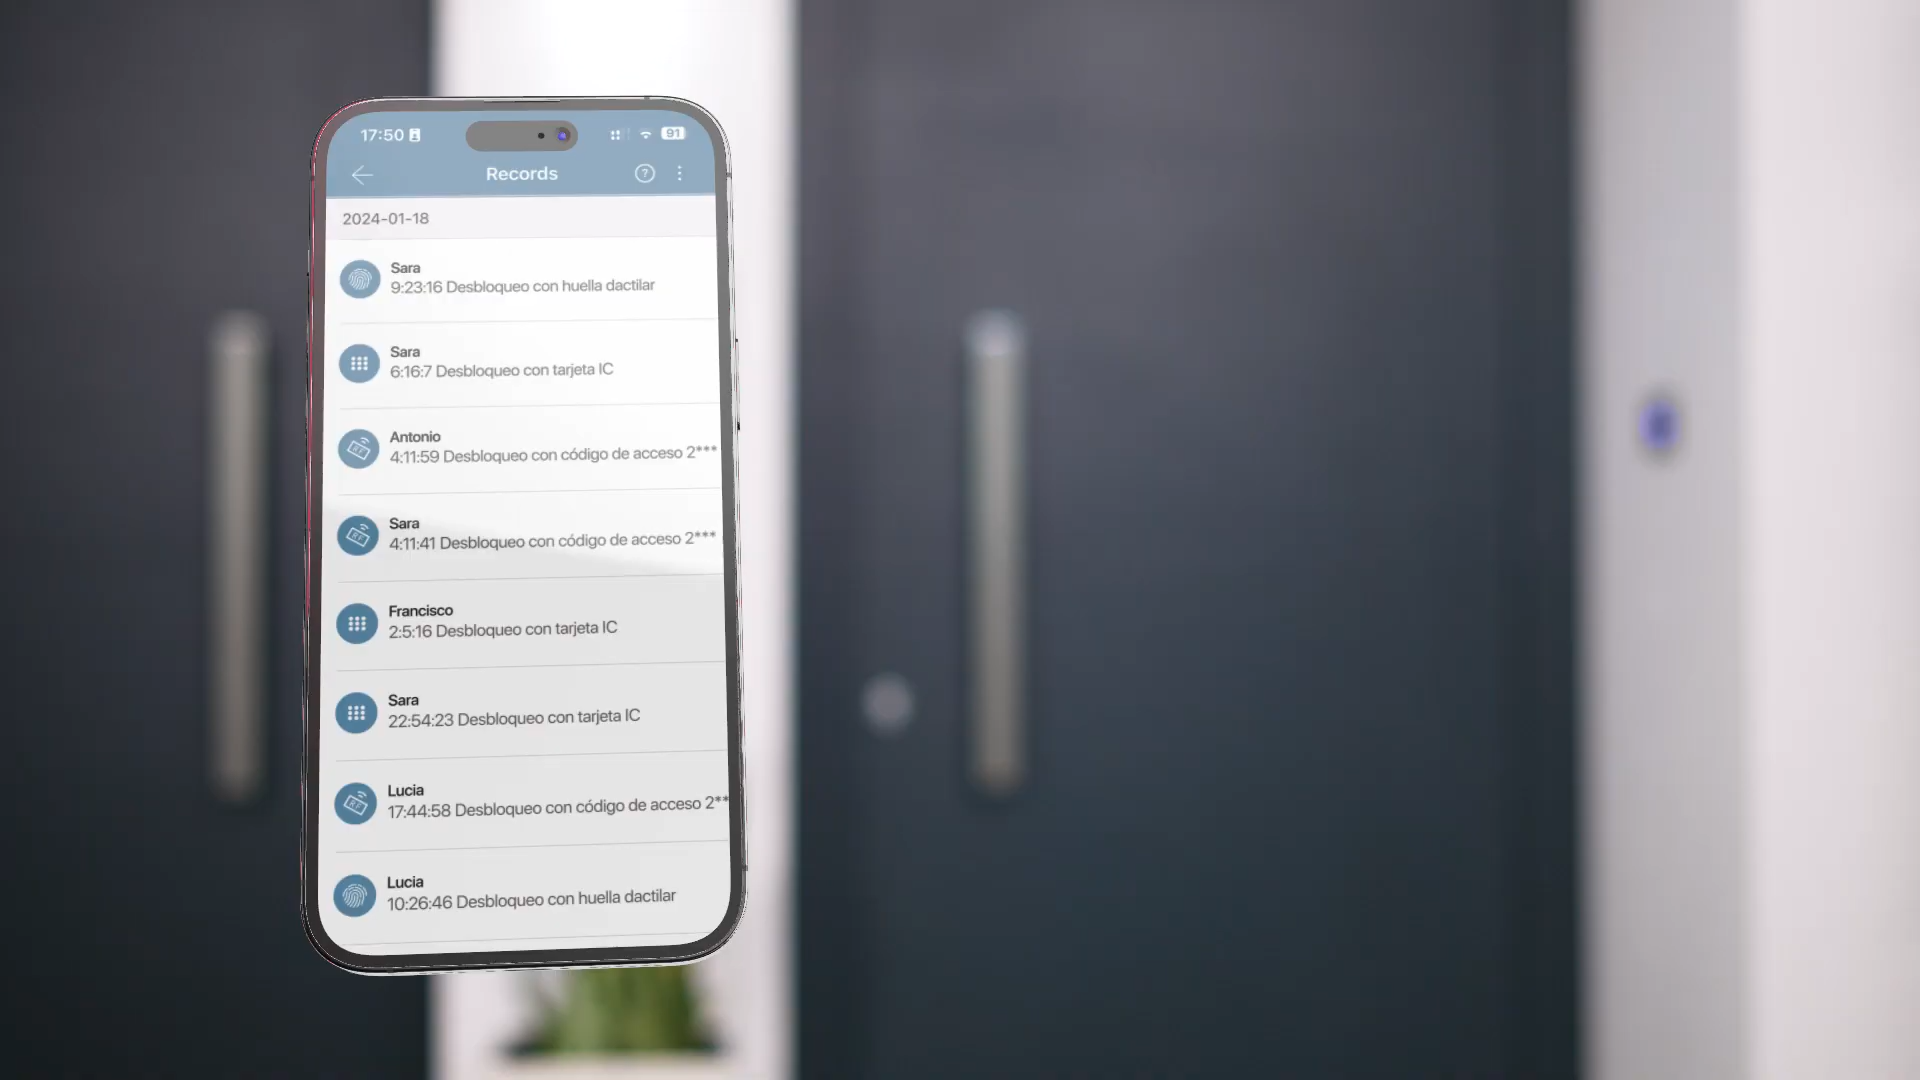 17:50
91
Records
?
2024-01-18
Sara
9:23:16 Desbloqueo con huella dactilar
Sara
6:16:7 Desbloqueo con tarjeta IC
Antonio
4:11:59 Desbloqueo con código de acceso 2***
Sara
4:11:41 Desbloqueo con código de acceso 2***
Francisco
2:5:16 Desbloqueo con tarjeta IC
Sara
22:54:23 Desbloqueo con tarjeta IC
Lucia
17:44:58 Desbloqueo con código de acceso 2**
Lucia
10:26:46 Desbloqueo con huella dactilar